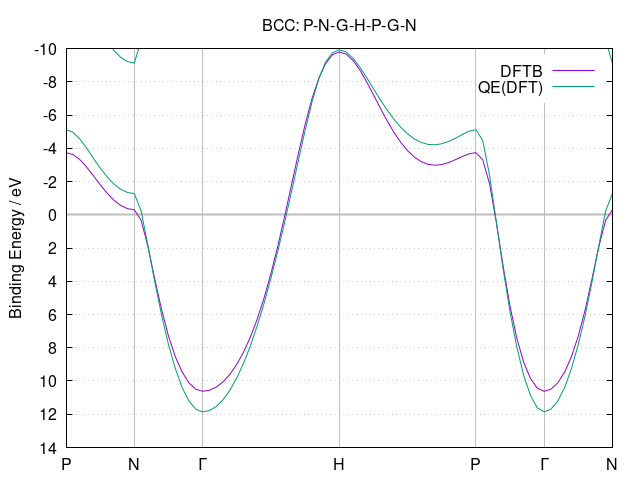 BCC: P-N-G-H-P-G-N
DFTB
QE(DFT)
Binding Energy / eV
-10
-8
-6
-4
-2
0
2
4
6
8
10
12
14
P N Γ H P Γ N